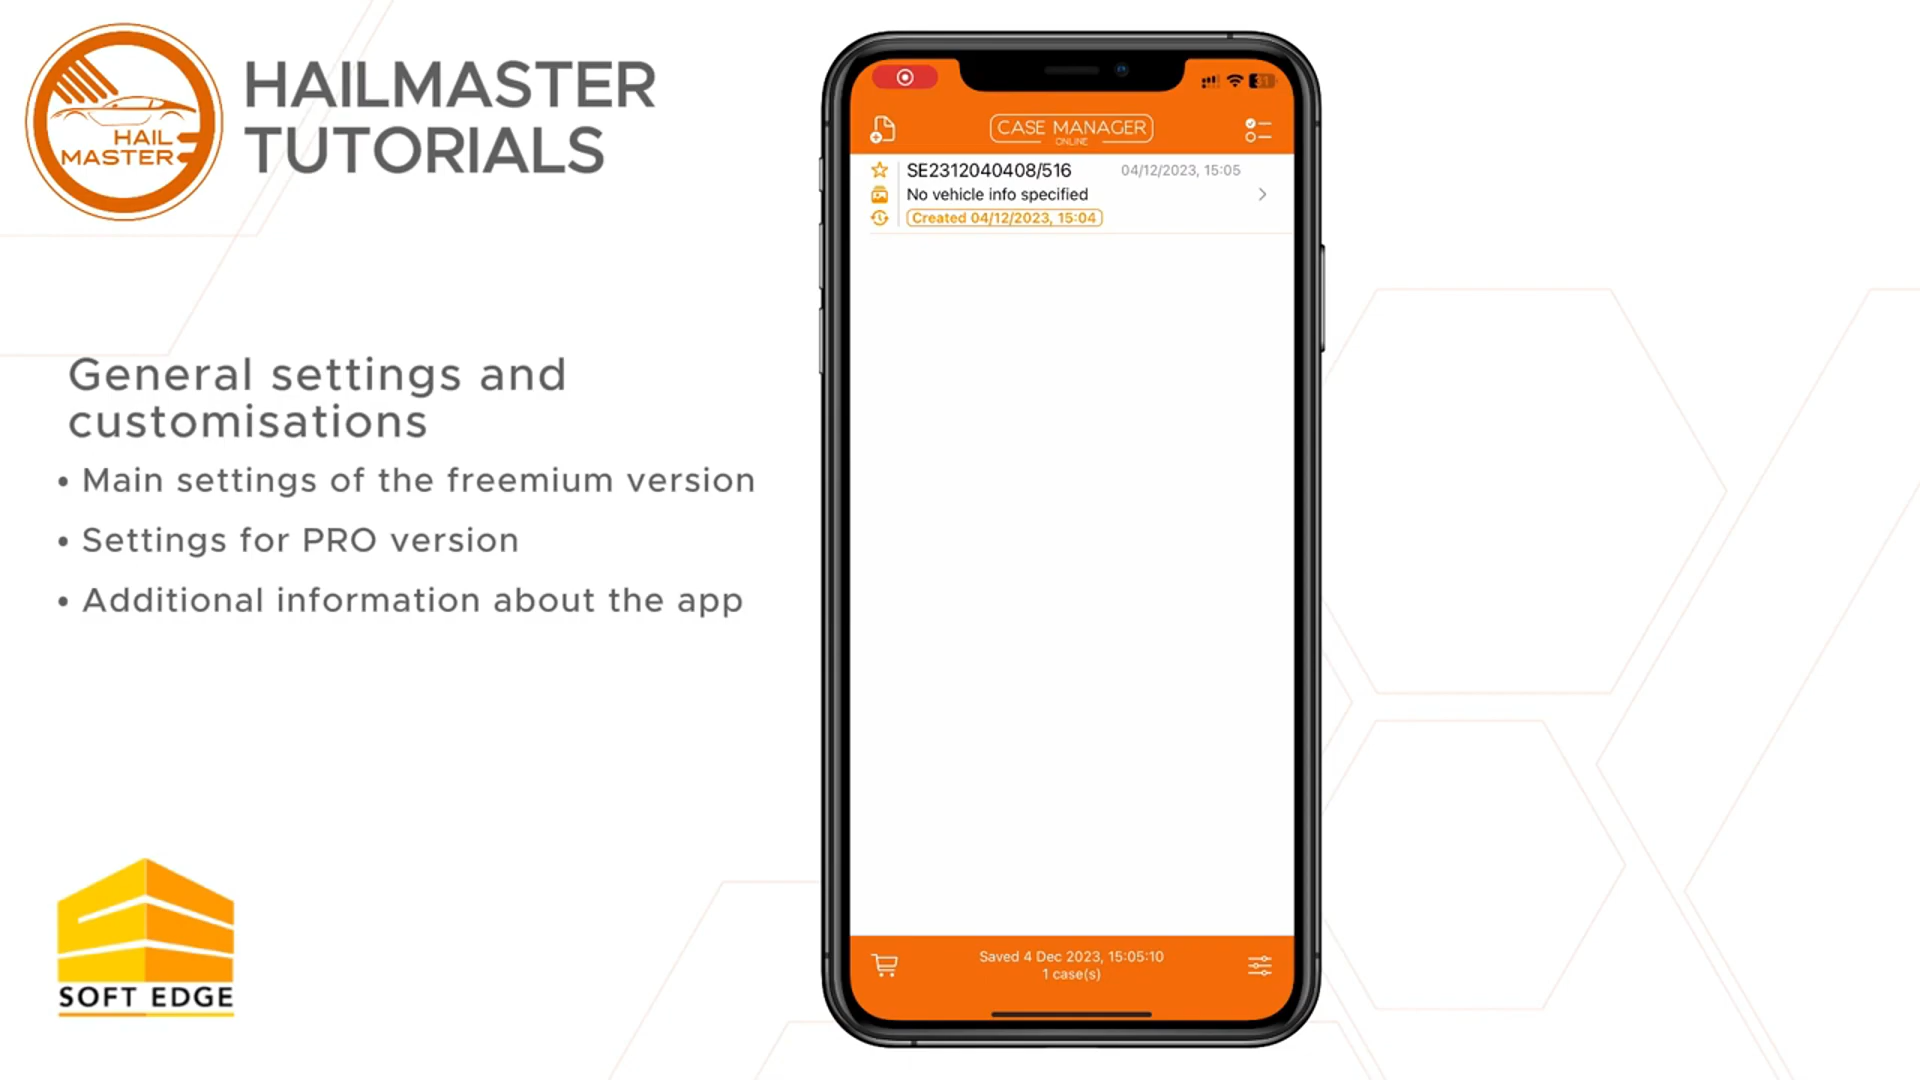 HAIL
MASTER
HAILMASTER
TUTORIALS
General settings and
customisations
• Main settings of the freemium version
• Settings for PRO version
• Additional information about the app
SOFT EDGE
31
CASE MANAGER
ONLINE
SE2312040408/516
04/12/2023, 15:05
No vehicle info specified
Created 04/12/2023, 15:04
Saved 4 Dec 2023, 15:05:10
1 case(s)